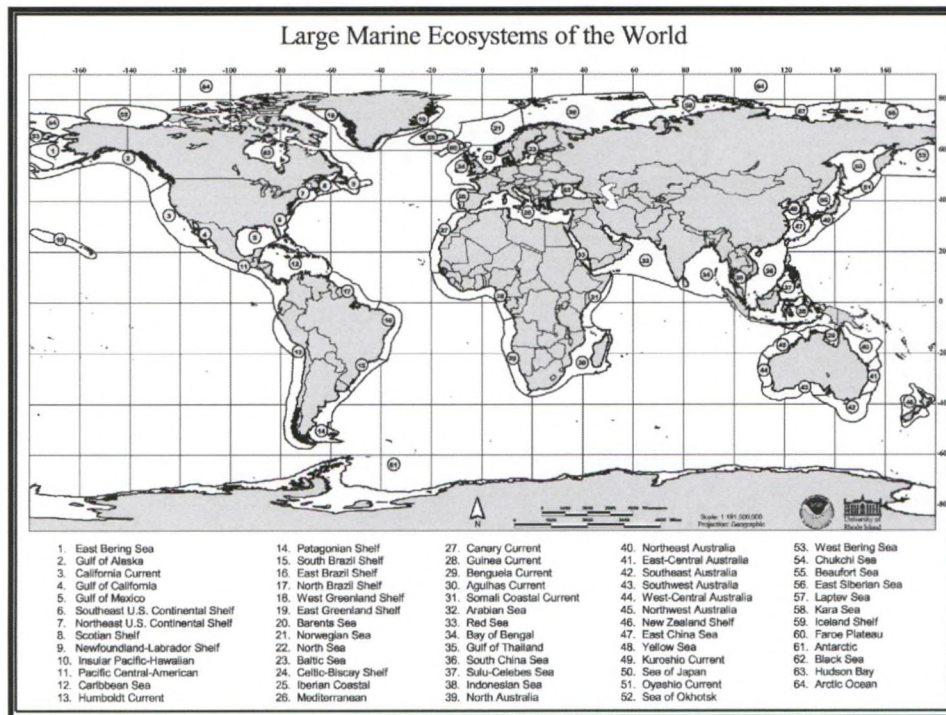 Large Marine Ecosystems of the World
-160 -140 -120 -100 -80 -60 -40 -20 0 20 40 60 80 100 120 140 160
80
60
40
20
0
-20
-40
-60
-80
N
Scale: 1:181,500,000
Projection: Geographic
University of
Rhode Island
1. East Bering Sea
2. Gulf of Alaska
3. California Current
4. Gulf of California
5. Gulf of Mexico
6. Southeast U.S. Continental Shelf
7. Northeast U.S. Continental Shelf
8. Scotian Shelf
9. Newfoundland-Labrador Shelf
10. Insular Pacific-Hawaiian
11. Pacific Central-American
12. Caribbean Sea
13. Humboldt Current
14. Patagonian Shelf
15. South Brazil Shelf
16. East Brazil Shelf
17. North Brazil Shelf
18. West Greenland Shelf
19. East Greenland Shelf
20. Barents Sea
21. Norwegian Sea
22. North Sea
23. Baltic Sea
24. Celtic-Biscay Shelf
25. Iberian Coastal
26. Mediterranean
27. Canary Current
28. Guinea Current
29. Benguela Current
30. Agulhas Current
31. Somali Coastal Current
32. Arabian Sea
33. Red Sea
34. Bay of Bengal
35. Gulf of Thailand
36. South China Sea
37. Sulu-Celebes Sea
38. Indonesian Sea
39. North Australia
40. Northeast Australia
41. East-Central Australia
42. Southeast Australia
43. Southwest Australia
44. West-Central Australia
45. Northwest Australia
46. New Zealand Shelf
47. East China Sea
48. Yellow Sea
49. Kuroshio Current
50. Sea of Japan
51. Oyashio Current
52. Sea of Okhotsk
53. West Bering Sea
54. Chukchi Sea
55. Beaufort Sea
56. East Siberian Sea
57. Laptev Sea
58. Kara Sea
59. Iceland Shelf
60. Faroe Plateau
61. Antarctic
62. Black Sea
63. Hudson Bay
64. Arctic Ocean